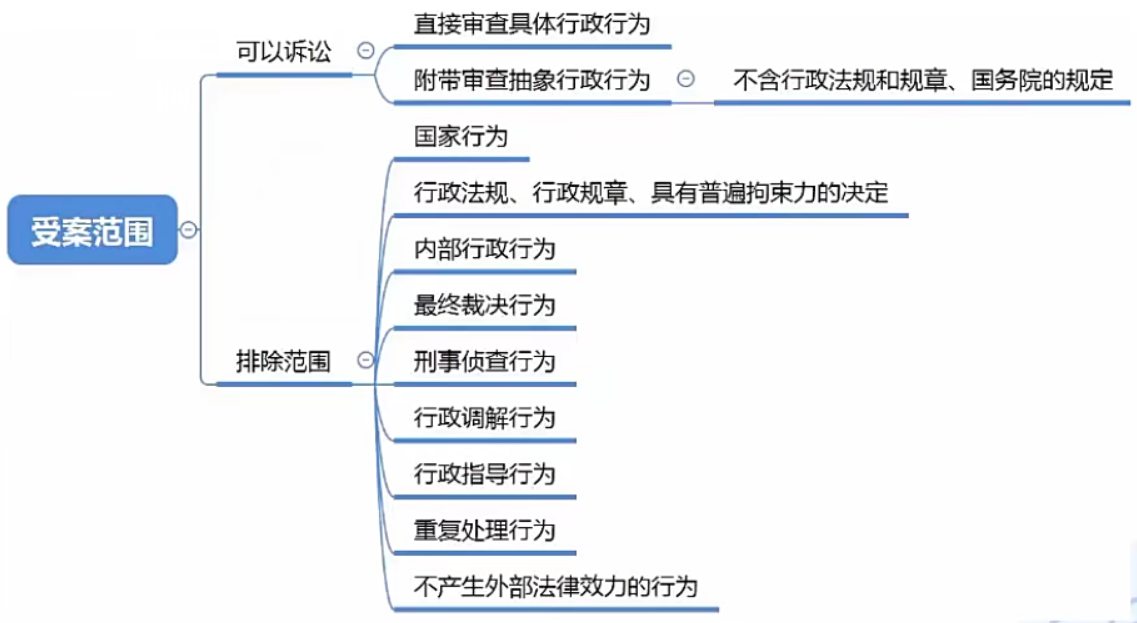 受案范围
可以诉讼
直接审查具体行政行为
附带审查抽象行政行为
不含行政法规和规章、国务院的规定
排除范围
国家行为
行政法规、行政规章、具有普遍拘束力的决定
内部行政行为
最终裁决行为
刑事侦查行为
行政调解行为
行政指导行为
重复处理行为
不产生外部法律效力的行为